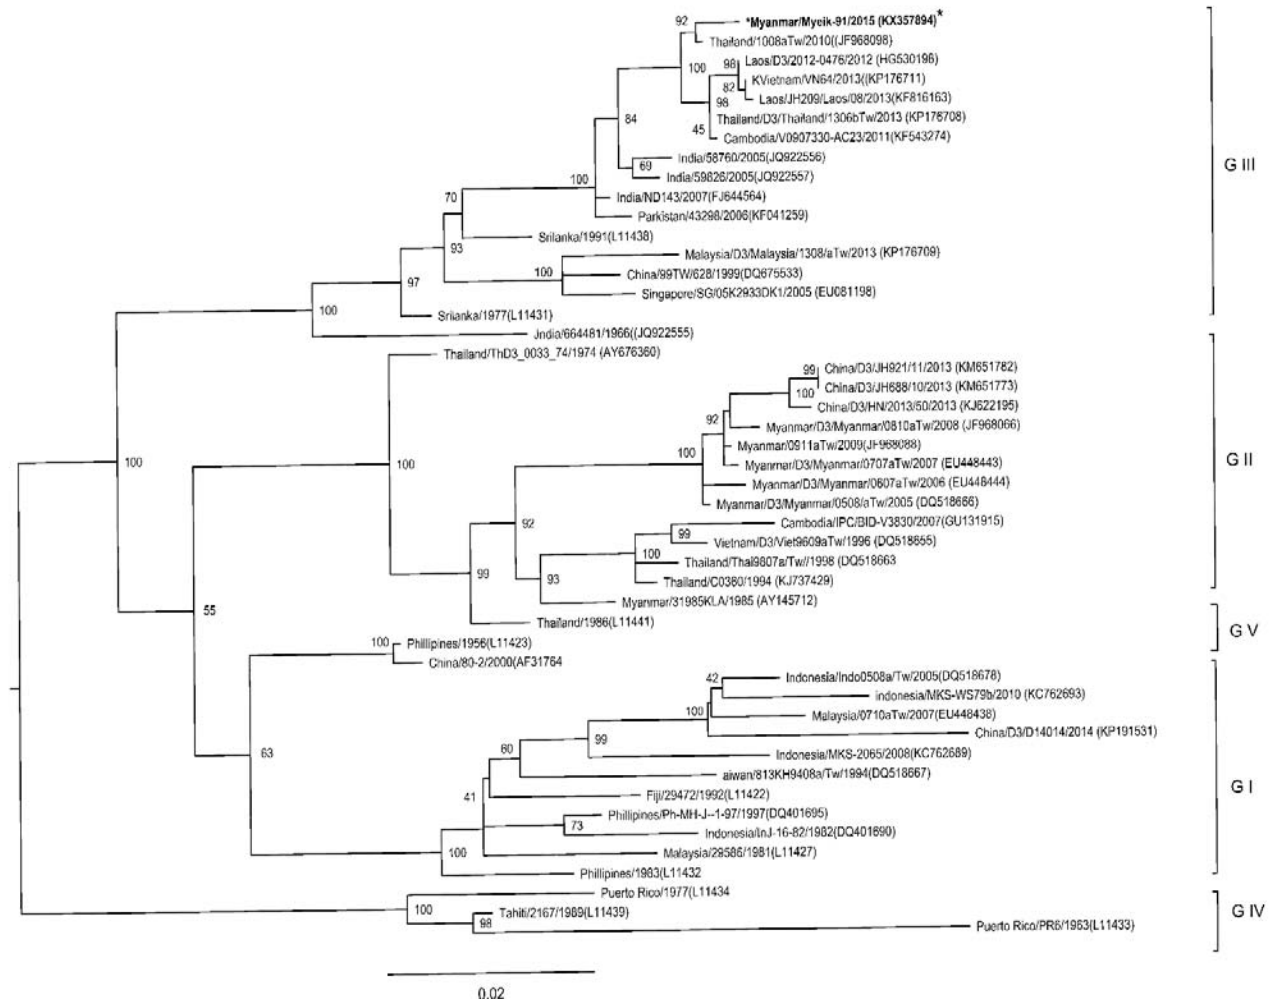 92
*Myanmar/Myeik-91/2015 (KX357894)*
Thailand/1008aTw/2010((JF968098)
100
98
Laos/D3/2012-0476/2012 (HG530196)
KVietnam/VN64/2013((KP176711)
82
Laos/JH209/Laos/08/2013(KF816163)
98
84
Thailand/D3/Thailand/1306bTw/2013 (KP176708)
45
Cambodia/V0907330-AC23/2011(KF543274)
India/58760/2005(JQ922556)
69
G III
India/59826/2005(JQ922557)
100
India/ND143/2007(FJ644564)
70
Parkistan/43298/2006(KF041259)
Srilanka/1991(L11438)
93
Malaysia/D3/Malaysia/1308/aTw/2013 (KP176709)
100
China/99TW/628/1999(DQ675533)
97
Singapore/SG/05K2933DK1/2005 (EU081198)
100
Srilanka/1977(L11431)
India/664481/1966((JQ922555)
Thailand/ThD3_0033_74/1974 (AY676360)
99
China/D3/JH921/11/2013 (KM651782)
China/D3/JH688/10/2013 (KM651773)
100
China/D3/HN/2013/50/2013 (KJ622195)
92
Myanmar/D3/Myanmar/0810aTw/2008 (JF968066)
Myanmar/0911aTw/2009(JF968088)
100
G II
100
100
Myanmar/D3/Myanmar/0707aTw/2007 (EU448443)
Myanmar/D3/Myanmar/0607aTw/2006 (EU448444)
Myanmar/D3/Myanmar/0508/aTw/2005 (DQ518666)
92
Cambodia/IPC/BID-V3830/2007(GU131915)
99
Vietnam/D3/Viet9609aTw/1996 (DQ518655)
100
Thailand/Thai9807a/Tw//1998 (DQ518663
99
93
Thailand/C0360/1994 (KJ737429)
Myanmar/31985KLA/1985 (AY145712)
55
Thailand/1986(L11441)
G V
100
Phillipines/1956(L11423)
China/80-2/2000(AF31764
42
Indonesia/Indo0508a/Tw/2005(DQ518678)
indonesia/MKS-WS79b/2010 (KC762693)
100
Malaysia/0710aTw/2007(EU448438)
China/D3/D14014/2014 (KP191531)
99
63
60
Indonesia/MKS-2065/2008(KC762689)
aiwan/813KH9408a/Tw/1994(DQ518667)
G I
41
Fiji/29472/1992(L11422)
Phillipines/Ph-MH-J--1-97/1997(DQ401695)
73
Indonesia/InJ-16-82/1982(DQ401690)
100
Malaysia/29586/1981(L11427)
Phillipines/1983(L11432
Puerto Rico/1977(L11434
100
Tahiti/2167/1989(L11439)
G IV
98
Puerto Rico/PR6/1963(L11433)
0.02